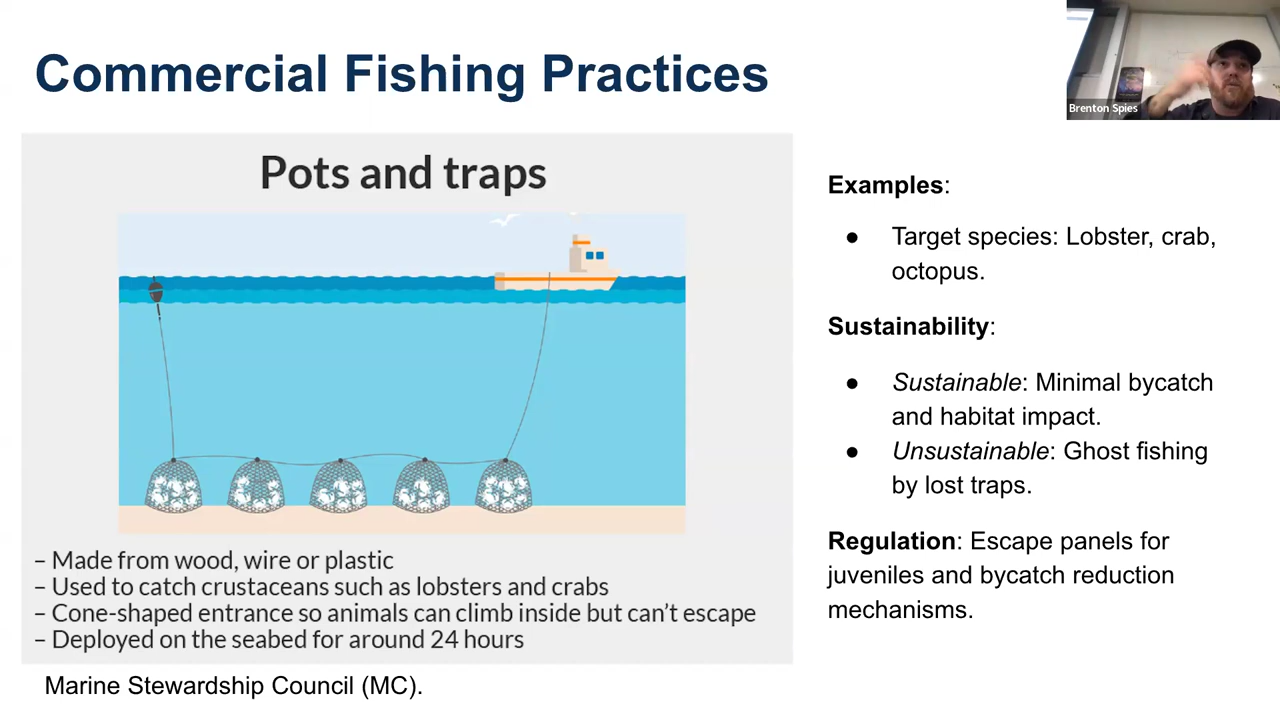 Commercial Fishing Practices
Brenton Spies
Pots and traps
– Made from wood, wire or plastic
– Used to catch crustaceans such as lobsters and crabs
– Cone-shaped entrance so animals can climb inside but can’t escape
– Deployed on the seabed for around 24 hours
Marine Stewardship Council (MC).
Examples:
● Target species: Lobster, crab,
octopus.
Sustainability:
● Sustainable: Minimal bycatch
and habitat impact.
● Unsustainable: Ghost fishing
by lost traps.
Regulation: Escape panels for
juveniles and bycatch reduction
mechanisms.